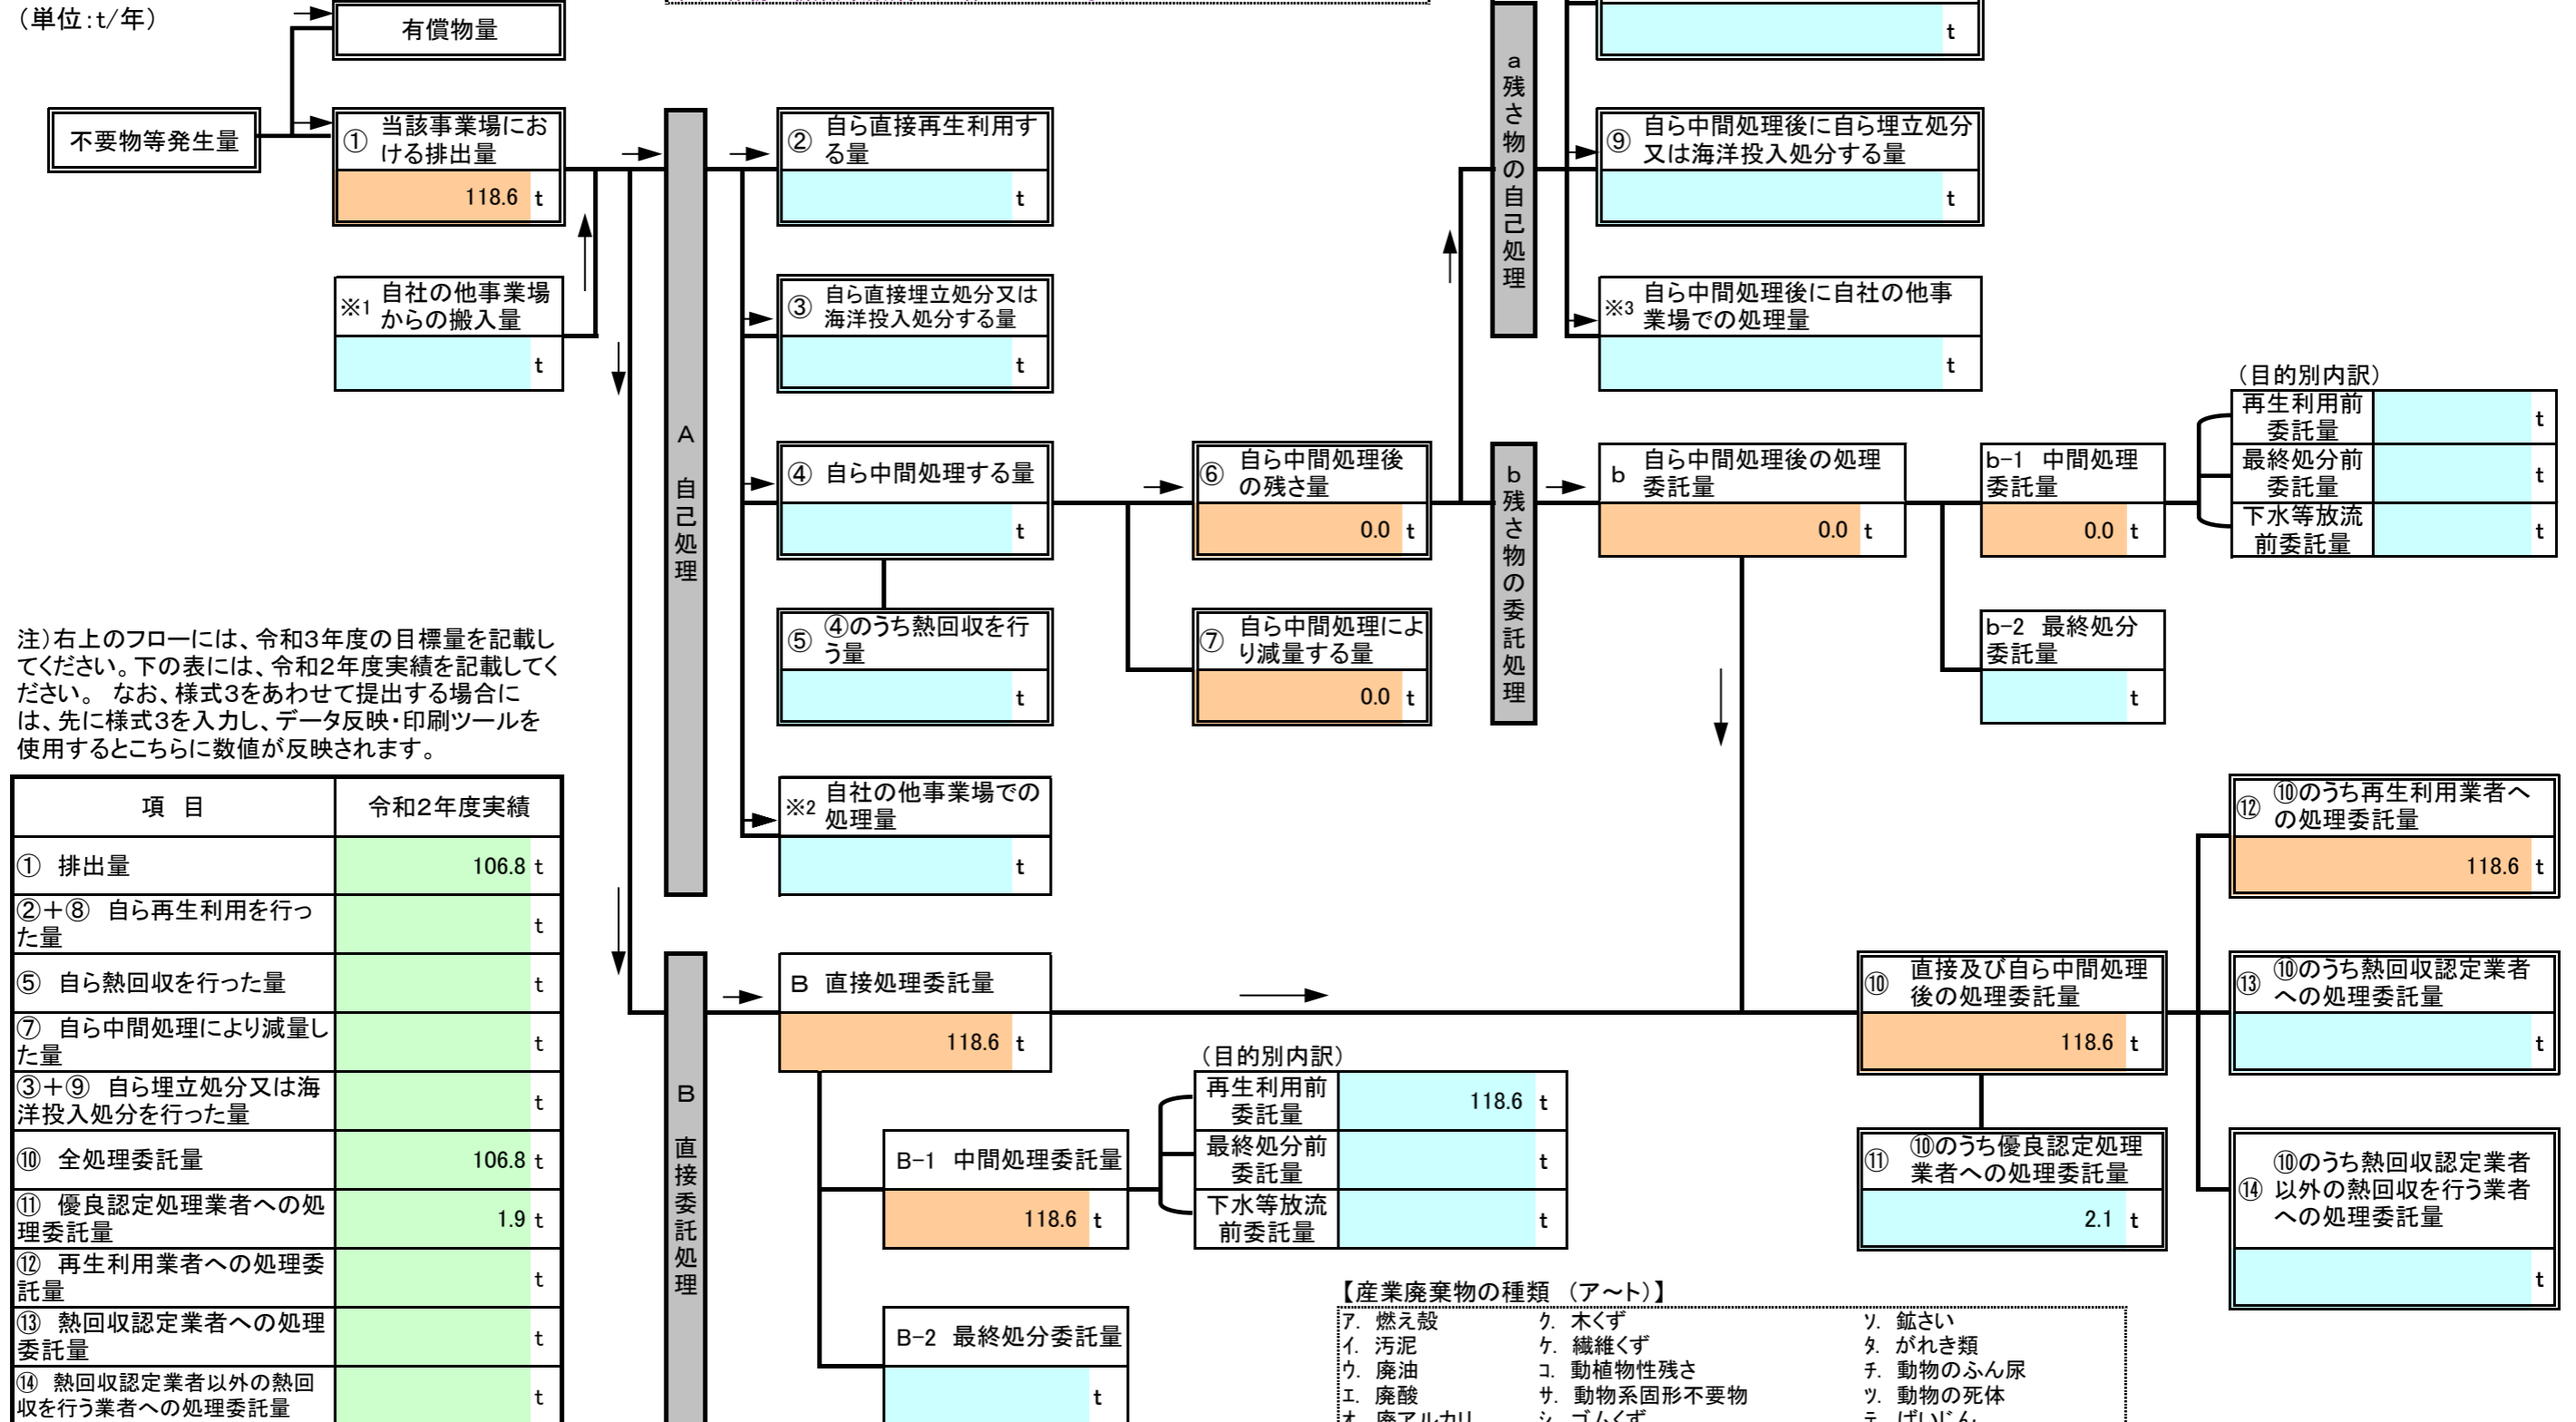 （単位：t/年）
有償物量
t
不要物等発生量
① 当該事業場にお
ける排出量
118.6 t
※1 自社の他事業場
からの搬入量
t
A 自己処理
② 自ら直接再生利用す
る量
t
③ 自ら直接埋立処分又は
海洋投入処分する量
t
④ 自ら中間処理する量
t
⑤ ④のうち熱回収を行
う量
t
※2 自社の他事業場での
処理量
t
⑥ 自ら中間処理後
の残さ量
0.0 t
⑦ 自ら中間処理によ
り減量する量
0.0 t
a 残さ物の自己処理
⑨ 自ら中間処理後に自ら埋立処分
又は海洋投入処分する量
t
※3 自ら中間処理後に自社の他事
業場での処理量
t
b 残さ物の委託処理
b 自ら中間処理後の処理
委託量
0.0 t
b-1 中間処理
委託量
0.0 t
b-2 最終処分
委託量
t
（目的別内訳）
再生利用前
委託量
t
最終処分前
委託量
t
下水等放流
前委託量
t
注）右上のフローには、令和３年度の目標量を記載し
てください。下の表には、令和２年度実績を記載してく
ださい。 なお、様式３をあわせて提出する場合に
は、先に様式３を入力し、データ反映・印刷ツールを
使用するとこちらに数値が反映されます。
項 目 令和２年度実績
① 排出量 106.8 t
②＋⑧ 自ら再生利用を行っ
た量 t
⑤ 自ら熱回収を行った量 t
⑦ 自ら中間処理により減量し
た量 t
③＋⑨ 自ら埋立処分又は海
洋投入処分を行った量 t
⑩ 全処理委託量 106.8 t
⑪ 優良認定処理業者への処
理委託量 1.9 t
⑫ 再生利用業者への処理委
託量 t
⑬ 熱回収認定業者への処理
委託量 t
⑭ 熱回収認定業者以外の熱回
収を行う業者への処理委託量 t
B 直接委託処理
B 直接処理委託量
118.6 t
B-1 中間処理委託量
118.6 t
B-2 最終処分委託量
t
（目的別内訳）
再生利用前
委託量
118.6 t
最終処分前
委託量
t
下水等放流
前委託量
t
⑩ 直接及び自ら中間処理
後の処理委託量
118.6 t
⑪ ⑩のうち優良認定処理
業者への処理委託量
2.1 t
⑫ ⑩のうち再生利用業者へ
の処理委託量
118.6 t
⑬ ⑩のうち熱回収認定業者
への処理委託量
t
⑭ ⑩のうち熱回収認定業者
以外の熱回収を行う業者
への処理委託量
t
【産業廃棄物の種類 （ア～ト）】
ｱ. 燃え殻 ｸ. 木くず ｿ. 鉱さい
ｲ. 汚泥 ｹ. 繊維くず ﾀ. がれき類
ｳ. 廃油 ｺ. 動植物性残さ ﾁ. 動物のふん尿
ｴ. 廃酸 ｻ. 動物系固形不要物 ﾂ. 動物の死体
ｵ. 廃アルカリ ｼ. ゴムくず ﾃ. ばいじん